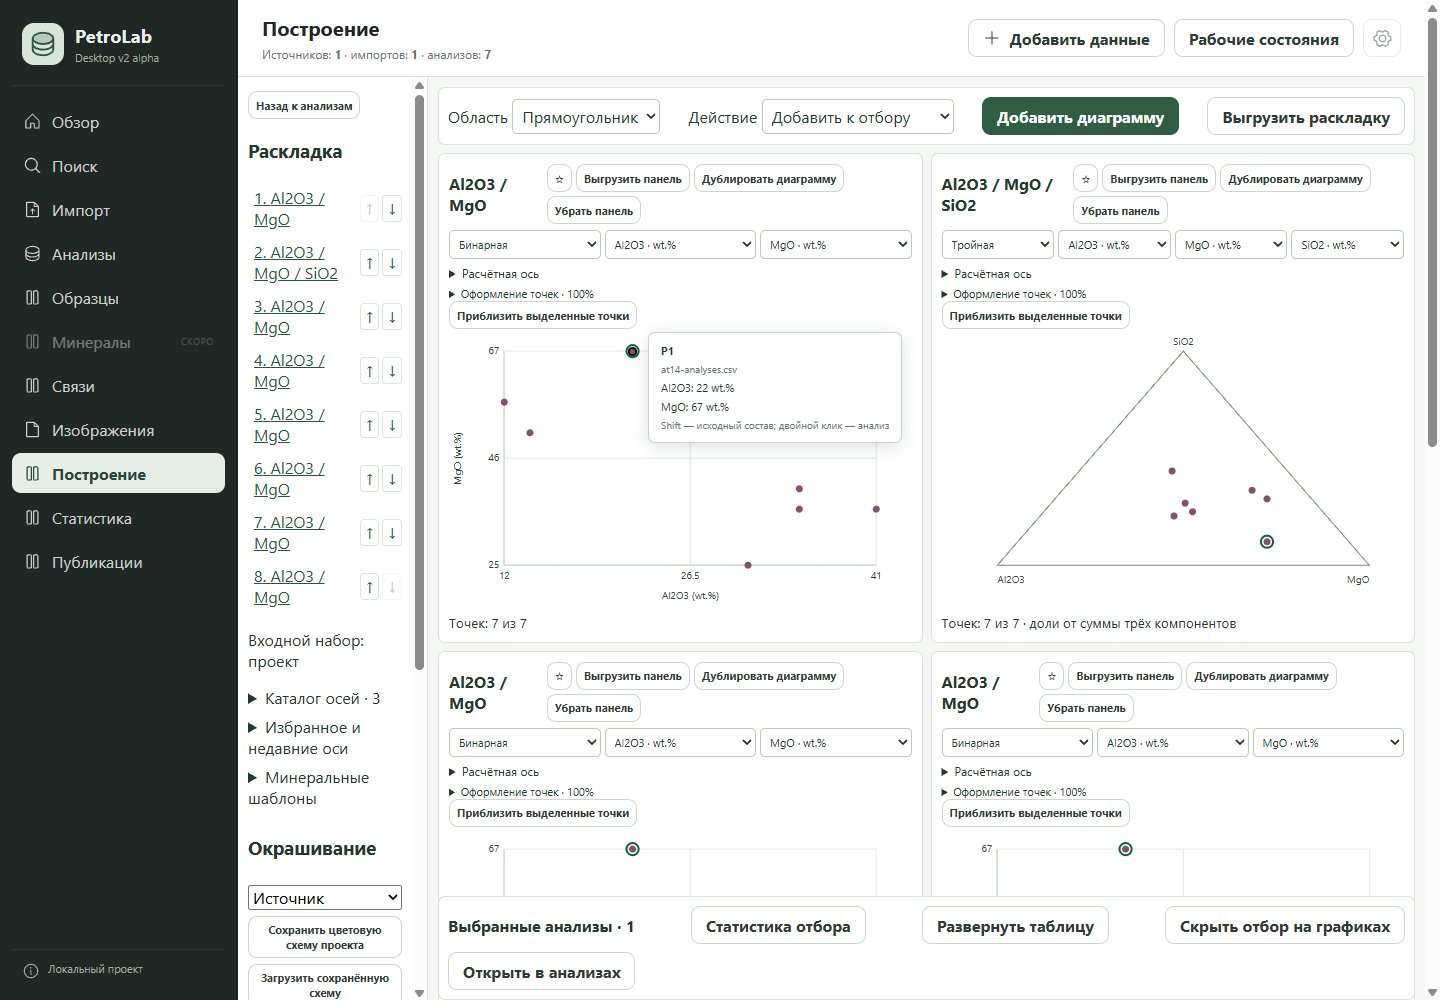 PetroLab
Desktop v2 alpha
Обзор
Поиск
Импорт
Анализы
Образцы
Минералы СКОРО
Связи
Изображения
Построение
Статистика
Публикации
Локальный проект
Построение
Источников: 1 · импортов: 1 · анализов: 7
Добавить данные
Рабочие состояния
Назад к анализам
Раскладка
1. Al2O3 /
MgO
↑ ↓
2. Al2O3 /
MgO / SiO2
↑ ↓
3. Al2O3 /
MgO
↑ ↓
4. Al2O3 /
MgO
↑ ↓
5. Al2O3 /
MgO
↑ ↓
6. Al2O3 /
MgO
↑ ↓
7. Al2O3 /
MgO
↑ ↓
8. Al2O3 /
MgO
↑ ↓
Входной набор:
проект
Каталог осей · 3
Избранное и
недавние оси
Минеральные
шаблоны
Окрашивание
Источник
Сохранить цветовую
схему проекта
Загрузить сохранённую
схему
Область Прямоугольник Действие Добавить к отбору Добавить диаграмму Выгрузить раскладку
Al2O3 /
MgO
☆ Выгрузить панель Дублировать диаграмму
Убрать панель
Бинарная Al2O3 · wt.% MgO · wt.%
Расчётная ось
Оформление точек · 100%
Приблизить выделенные точки
67
46
25
MgO (wt.%)
12 26.5 41
Al2O3 (wt.%)
P1
at14-analyses.csv
Al2O3: 22 wt.%
MgO: 67 wt.%
Shift — исходный состав; двойной клик — анализ
Точек: 7 из 7
Al2O3 / MgO /
SiO2
☆ Выгрузить панель Дублировать диаграмму
Убрать панель
Тройная Al2O3 · wt.% MgO · wt.% SiO2 · wt.%
Расчётная ось
Оформление точек · 100%
Приблизить выделенные точки
SiO2
Al2O3 MgO
Точек: 7 из 7 · доли от суммы трёх компонентов
Al2O3 /
MgO
☆ Выгрузить панель Дублировать диаграмму
Убрать панель
Бинарная Al2O3 · wt.% MgO · wt.%
Расчётная ось
Оформление точек · 100%
Приблизить выделенные точки
67
Al2O3 /
MgO
☆ Выгрузить панель Дублировать диаграмму
Убрать панель
Бинарная Al2O3 · wt.% MgO · wt.%
Расчётная ось
Оформление точек · 100%
Приблизить выделенные точки
67
Выбранные анализы · 1 Статистика отбора Развернуть таблицу Скрыть отбор на графиках
Открыть в анализах